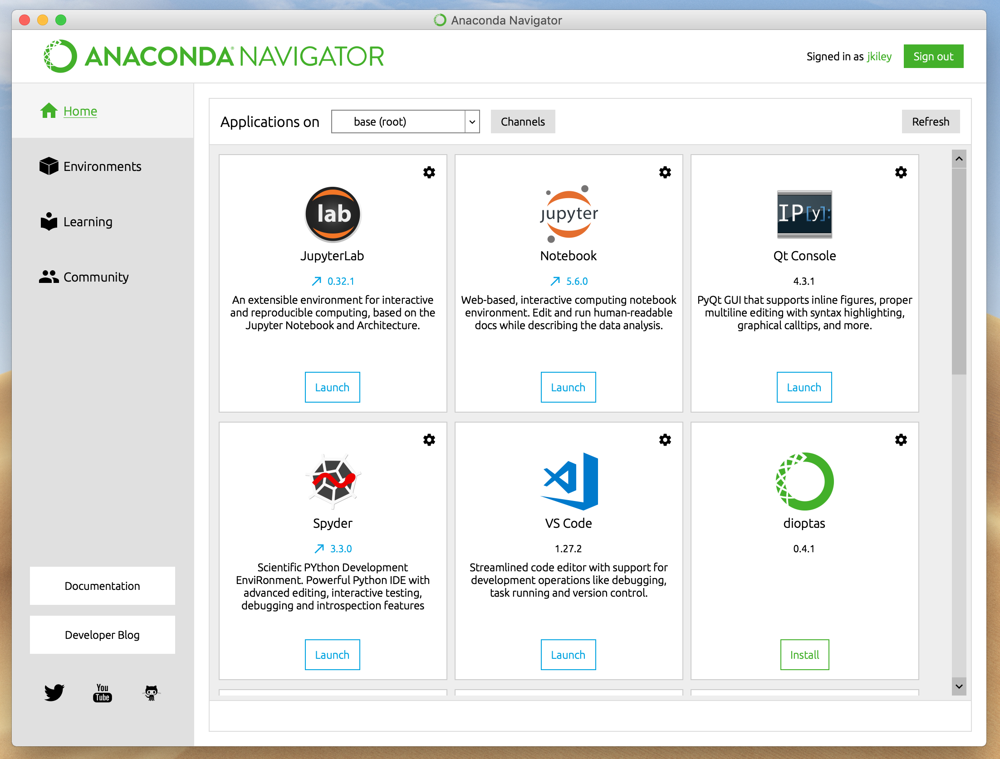 Anaconda Navigator
ANACONDA® NAVIGATOR
Signed in as jkiley
Sign out
Home
Environments
Learning
Community
Documentation
Developer Blog
You
Tube
Applications on
base (root)
Channels
Refresh
lab
JupyterLab
0.32.1
An extensible environment for interactive
and reproducible computing, based on the
Jupyter Notebook and Architecture.
Launch
jupyter
Notebook
5.6.0
Web-based, interactive computing notebook
environment. Edit and run human-readable
docs while describing the data analysis.
Launch
IP[y]:
Qt Console
4.3.1
PyQt GUI that supports inline figures, proper
multiline editing with syntax highlighting,
graphical calltips, and more.
Launch
Spyder
3.3.0
Scientific PYthon Development
EnviRonment. Powerful Python IDE with
advanced editing, interactive testing,
debugging and introspection features
Launch
VS Code
1.27.2
Streamlined code editor with support for
development operations like debugging,
task running and version control.
Launch
dioptas
0.4.1
Install